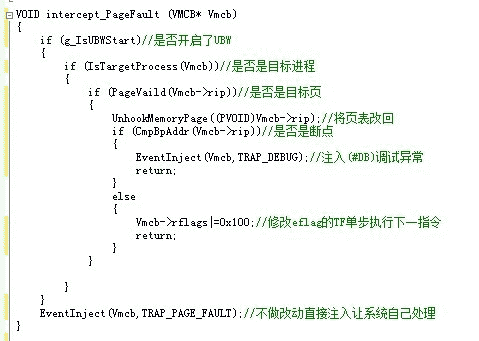 VOID intercept_PageFault (VMCB* Vmcb)
{
if (g_IsUBWStart)//是否开启了UBW
{
if (IsTargetProcess(Vmcb))//是否是目标进程
{
if (PageVaild(Vmcb->rip))//是否是目标页
{
UnhookMemoryPage((PVOID)Vmcb->rip);//将页表改回
if (CmpBpAddr(Vmcb->rip))//是否是断点
{
EventInject(Vmcb,TRAP_DEBUG);//注入(#DB)调试异常
return;
}
else
{
Vmcb->rflags|=0x100;//修改eflag的TF单步执行下一指令
return;
}
}
}
}
EventInject(Vmcb,TRAP_PAGE_FAULT);//不做改动直接注入让系统自己处理
}